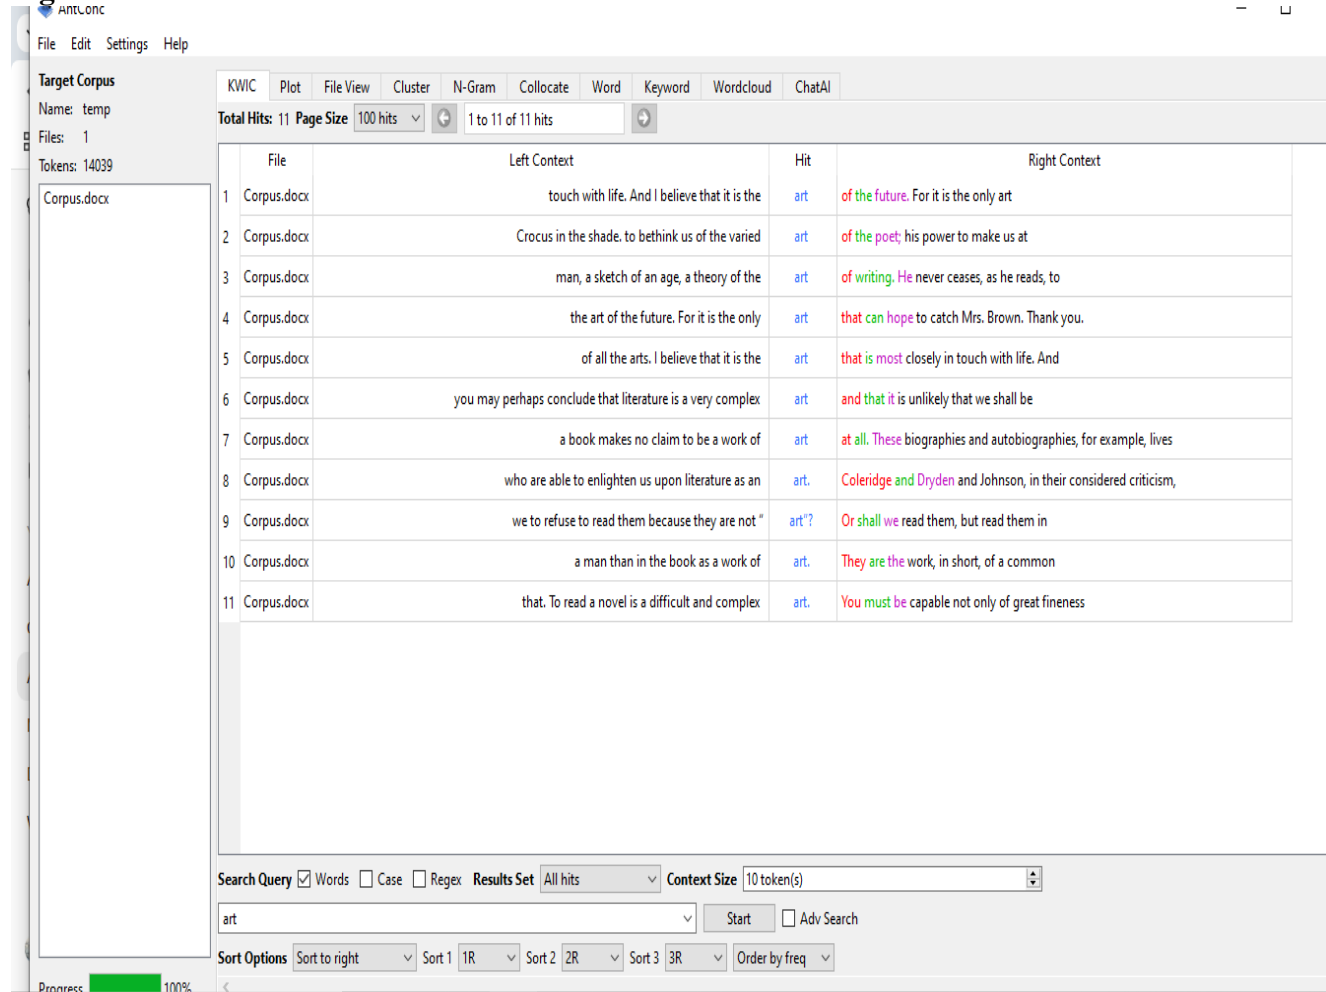 AntConc
File Edit Settings Help
Target Corpus
Name: temp
Files: 1
Tokens: 14039
Corpus.docx
KWIC Plot File View Cluster N-Gram Collocate Word Keyword Wordcloud ChatAI
Total Hits: 11 Page Size 100 hits 1 to 11 of 11 hits
File Left Context Hit Right Context
1 Corpus.docx touch with life. And I believe that it is the art of the future. For it is the only art
2 Corpus.docx Crocus in the shade. to bethink us of the varied art of the poet; his power to make us at
3 Corpus.docx man, a sketch of an age, a theory of the art of writing. He never ceases, as he reads, to
4 Corpus.docx the art of the future. For it is the only art that can hope to catch Mrs. Brown. Thank you.
5 Corpus.docx of all the arts. I believe that it is the art that is most closely in touch with life. And
6 Corpus.docx you may perhaps conclude that literature is a very complex art and that it is unlikely that we shall be
7 Corpus.docx a book makes no claim to be a work of art at all. These biographies and autobiographies, for example, lives
8 Corpus.docx who are able to enlighten us upon literature as an art. Coleridge and Dryden and Johnson, in their considered criticism,
9 Corpus.docx we to refuse to read them because they are not “ art”? Or shall we read them, but read them in
10 Corpus.docx a man than in the book as a work of art. They are the work, in short, of a common
11 Corpus.docx that. To read a novel is a difficult and complex art. You must be capable not only of great fineness
Search Query Words Case Regex Results Set All hits Context Size 10 token(s)
art Start Adv Search
Sort Options Sort to right Sort 1 1R Sort 2 2R Sort 3 3R Order by freq
Progress 100%